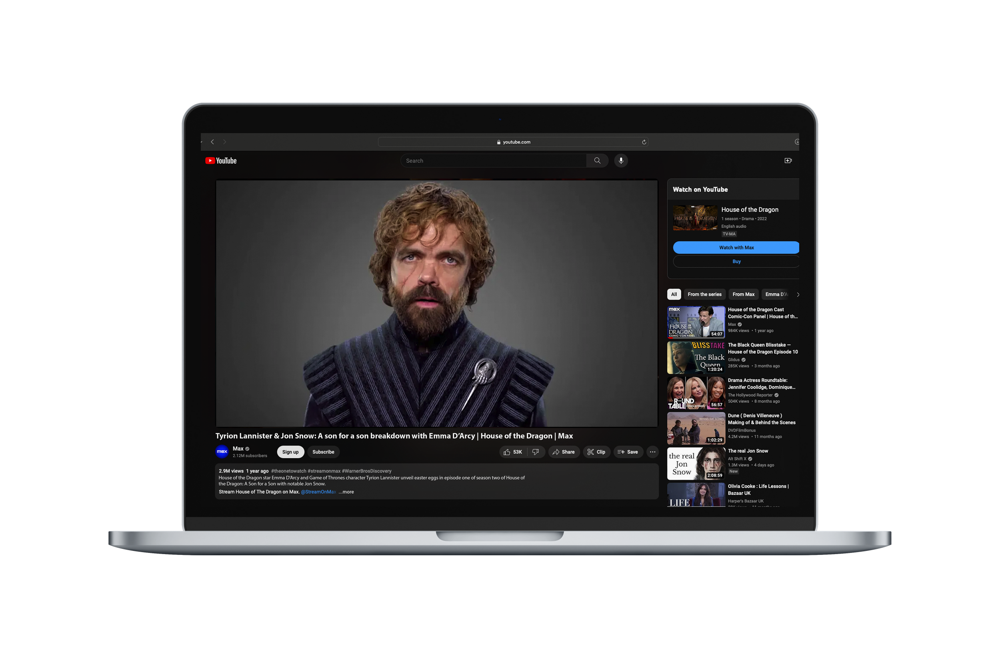 youtube.com
YouTube
Search
Watch on YouTube
HOUSE OF THE DRAGON
House of the Dragon
1 season • Drama • 2022
English audio
TV-MA
Watch with Max
Buy
All From the series From Max Emma D'A
max
HOUSE OF THE
DRAGON
COMIC-CON PANEL
54:07
House of the Dragon Cast
Comic-Con Panel | House of th...
Max
984K views • 1 year ago
BLISSTAKE
The Black
Queen
1:20:24
The Black Queen Blisstake —
House of the Dragon Episode 10
Glidus
285K views • 3 months ago
ROUND
TABLE
56:57
Drama Actress Roundtable:
Jennifer Coolidge, Dominique...
The Hollywood Reporter
504K views • 8 months ago
BEHIND THE SCENES
1:02:29
Dune ( Denis Villeneuve )
Making of & Behind the Scenes
DVDFilmBonus
4.2M views • 11 months ago
the real
Jon
Snow
2:08:59
The real Jon Snow
Alt Shift X
1.3M views • 4 days ago
New
LIFE
Olivia Cooke : Life Lessons |
Bazaar UK
Harper's Bazaar UK
Tyrion Lannister & Jon Snow: A son for a son breakdown with Emma D’Arcy | House of the Dragon | Max
max
Max
2.12M subscribers
Sign up Subscribe
53K Share Clip Save
2.9M views 1 year ago #theonetowatch #streamonmax #WarnerBrosDiscovery
House of the Dragon star Emma D’Arcy and Game of Thrones character Tyrion Lannister unveil easter eggs in episode one of season two of House of
the Dragon: A Son for a Son with notable Jon Snow.
Stream House of The Dragon on Max. @StreamOnMax ...more